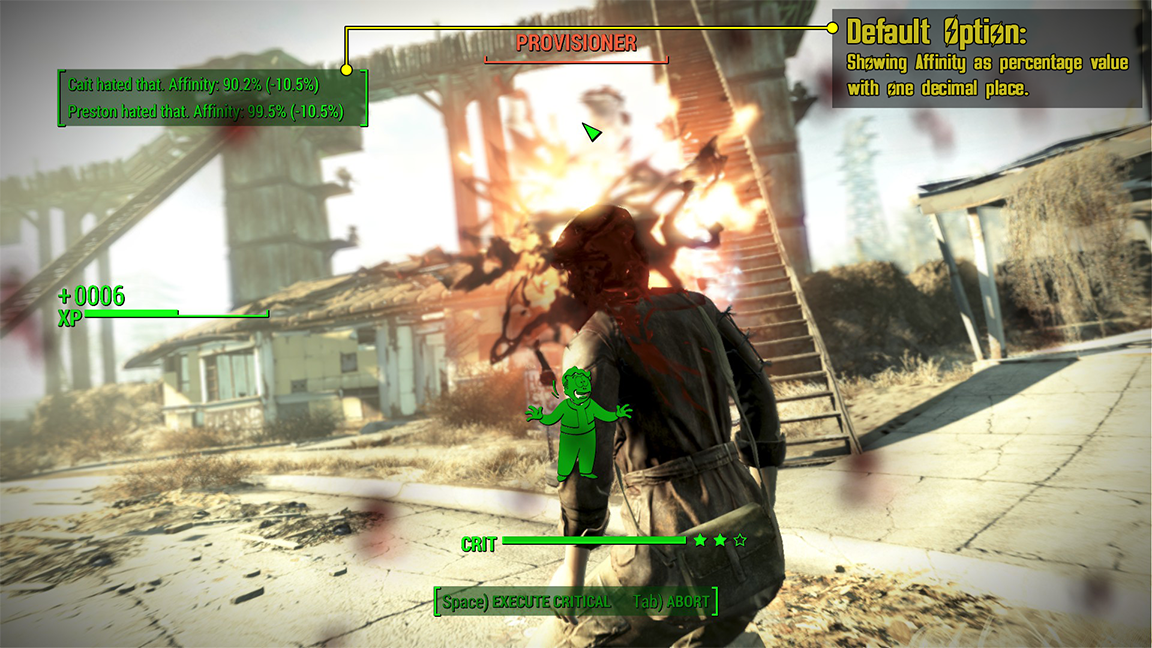 Default Option:
PROVISIONER
Showing Affinity as percentage value
with one decimal place.
Cait hated that. Affinity: 90.2% (-10.5%)
Preston hated that. Affinity: 99.5% (-10.5%)
+0006
XP
CRIT
Space) EXECUTE CRITICAL Tab) ABORT